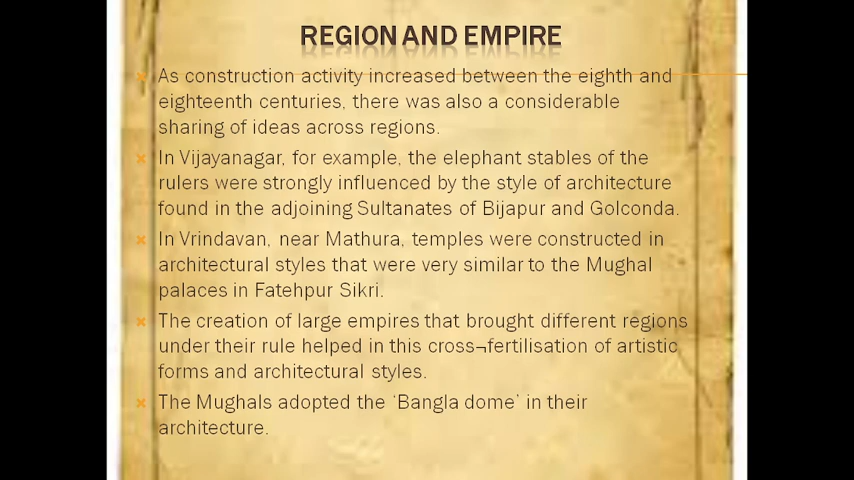 REGION AND EMPIRE
As construction activity increased between the eighth and
eighteenth centuries, there was also a considerable
sharing of ideas across regions.
In Vijayanagar, for example, the elephant stables of the
rulers were strongly influenced by the style of architecture
found in the adjoining Sultanates of Bijapur and Golconda.
In Vrindavan, near Mathura, temples were constructed in
architectural styles that were very similar to the Mughal
palaces in Fatehpur Sikri.
The creation of large empires that brought different regions
under their rule helped in this cross¬fertilisation of artistic
forms and architectural styles.
The Mughals adopted the ‘Bangla dome’ in their
architecture.